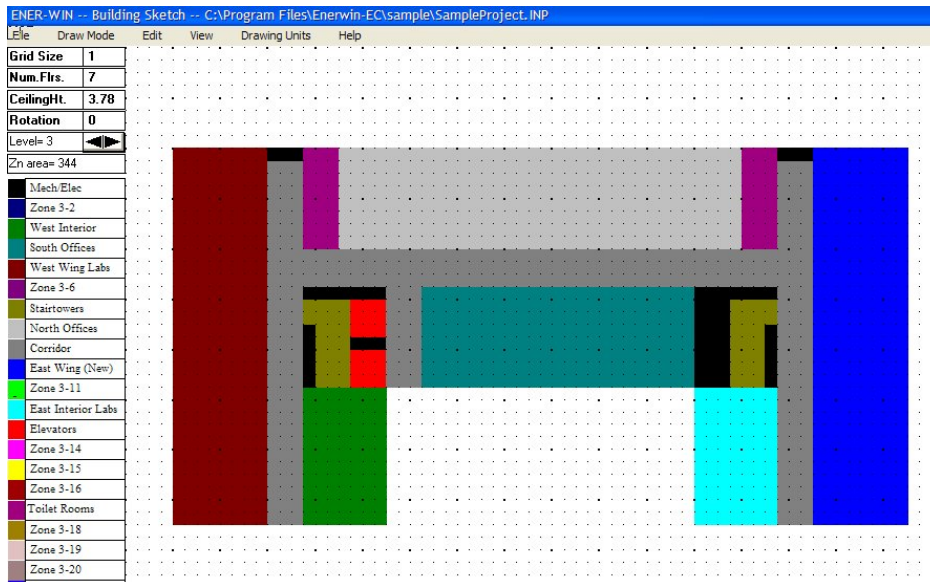 ENER-WIN -- Building Sketch -- C:\Program Files\Enerwin-EC\sample\SampleProject.INP
Draw Mode Edit View Drawing Units Help
Grid Size 1
Num.Flrs. 7
CeilingHt. 3.78
Rotation 0
Level= 3
Zn area= 344
Mech/Elec
Zone 3-2
West Interior
South Offices
West Wing Labs
Zone 3-6
Stairtowers
North Offices
Corridor
East Wing (New)
Zone 3-11
East Interior Labs
Elevators
Zone 3-14
Zone 3-15
Zone 3-16
Toilet Rooms
Zone 3-18
Zone 3-19
Zone 3-20